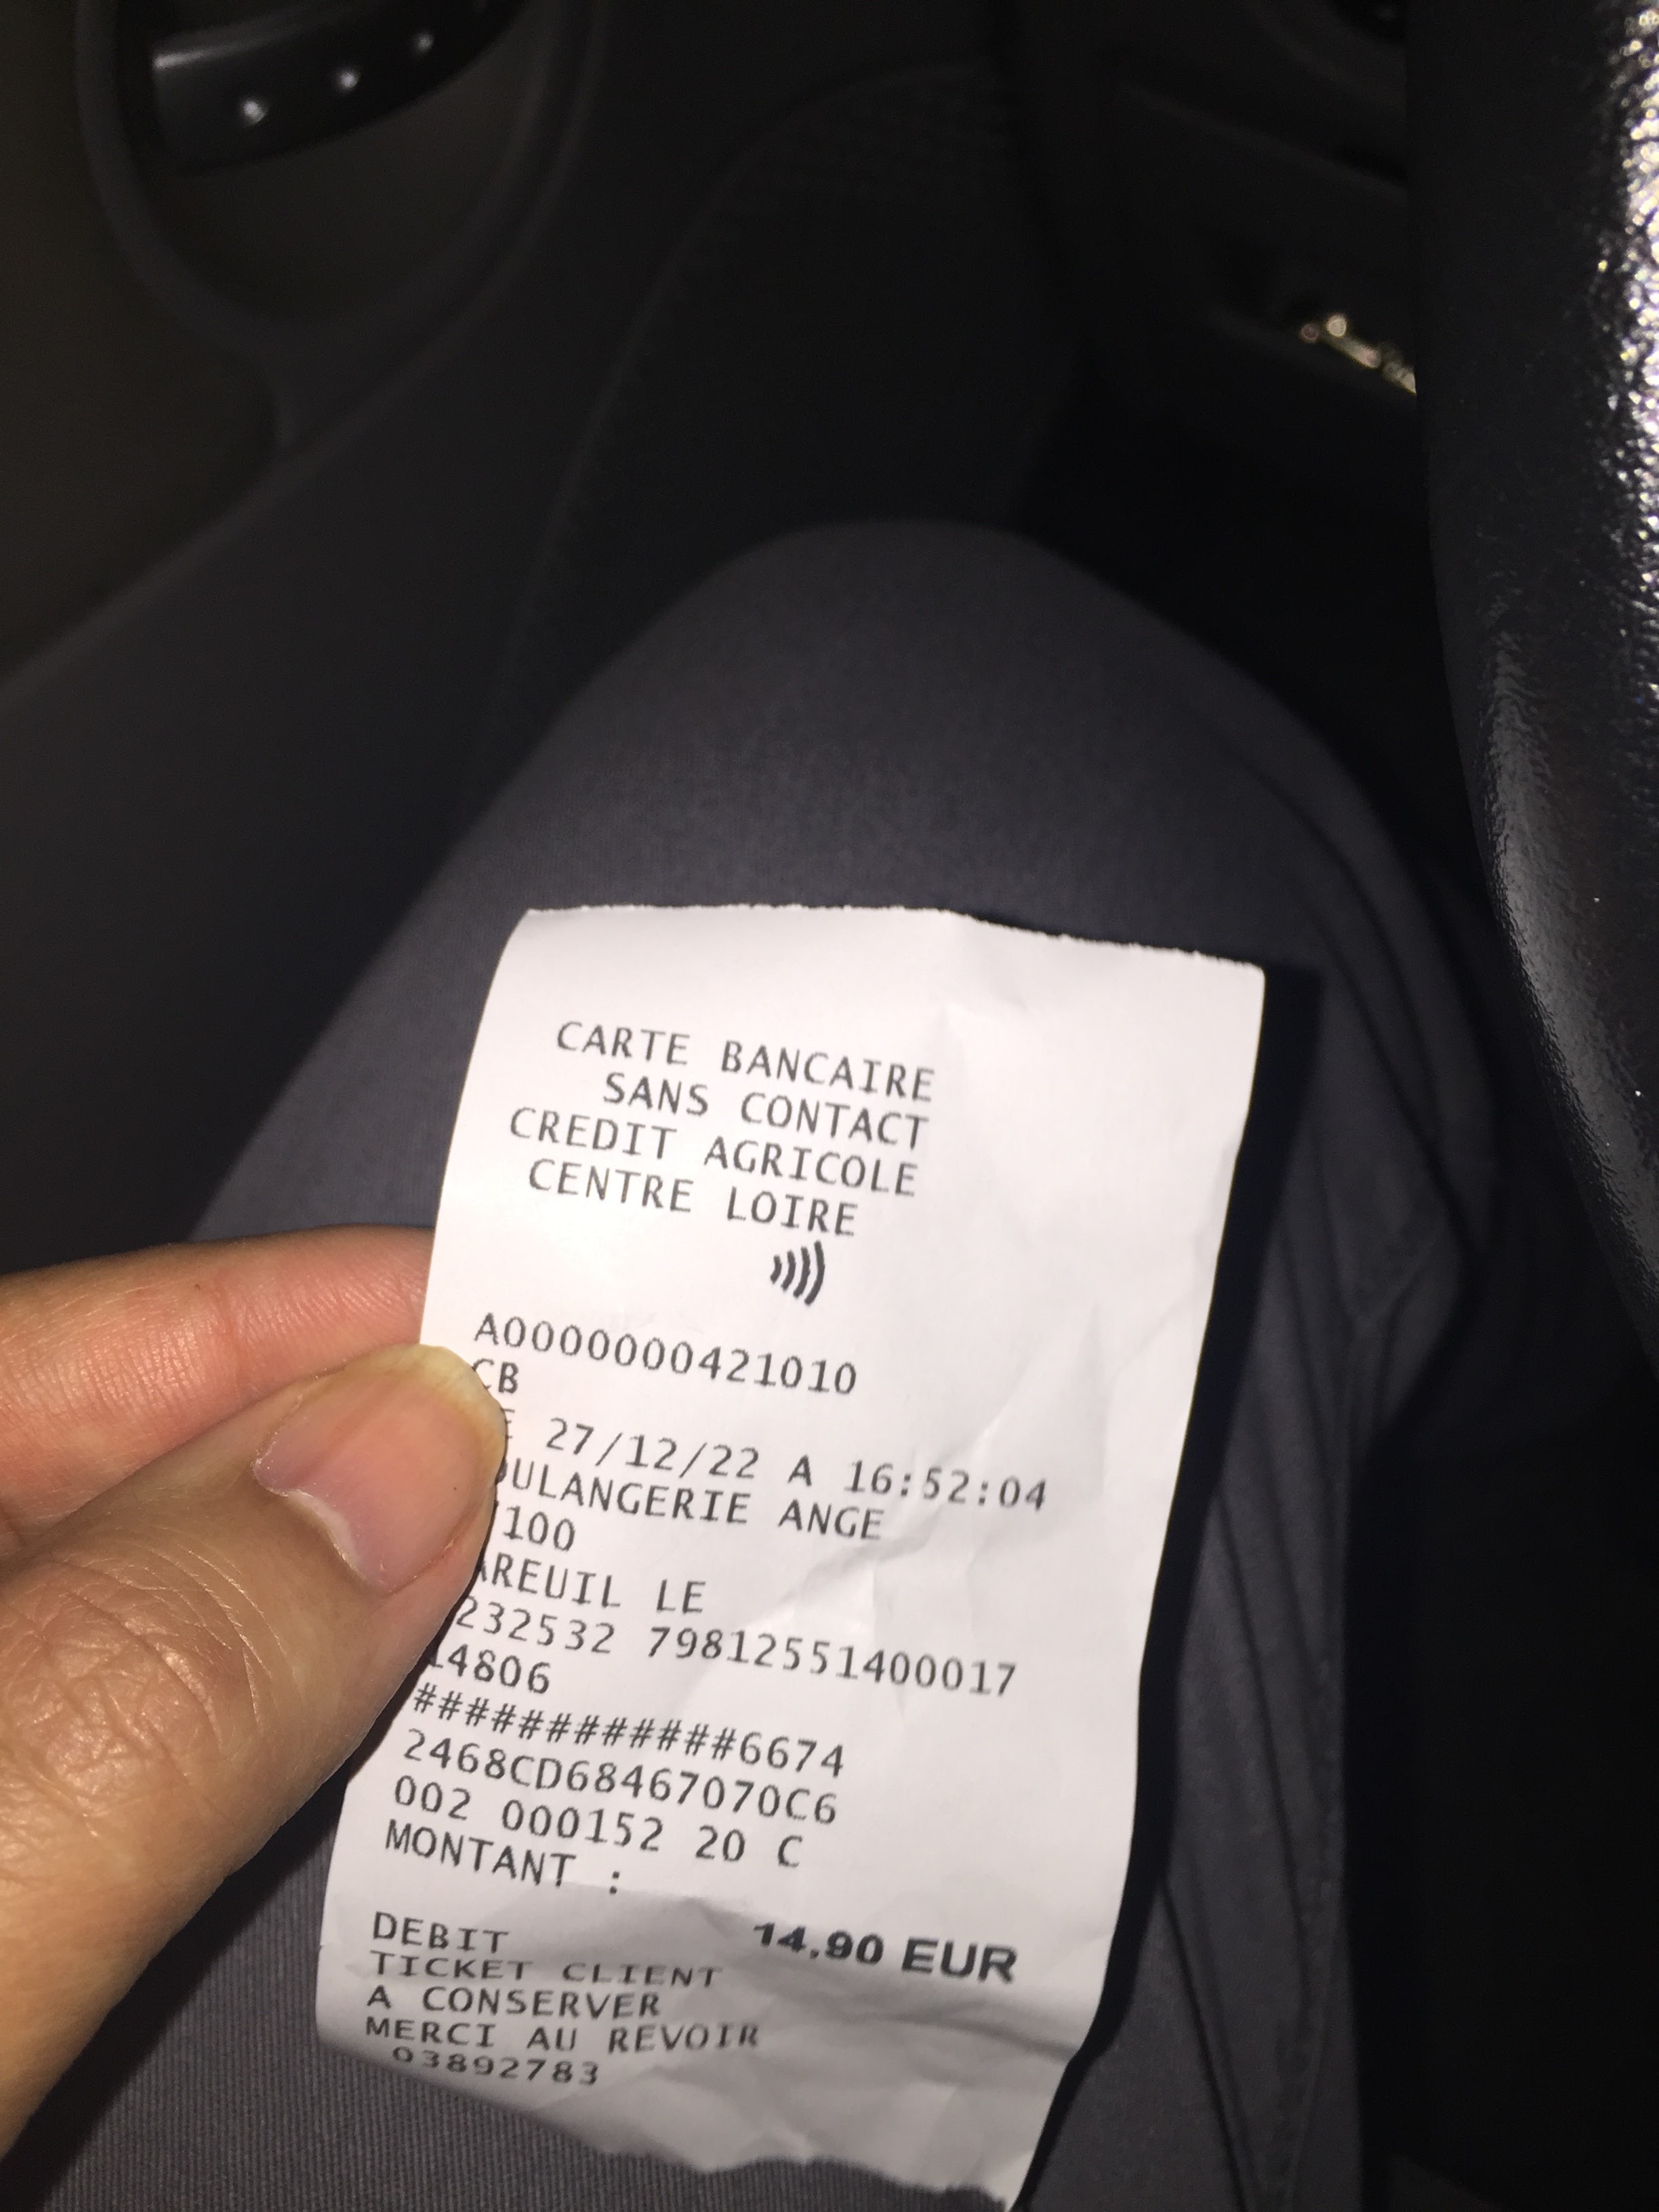 CARTE BANCAIRE
SANS CONTACT
CREDIT AGRICOLE
CENTRE LOIRE
A0000000421010
CB
27/12/22 A 16:52:04
OULANGERIE ANGE
/100
AREUIL LE
232532 79812551400017
14806
############6674
2468CD68467070C6
002 000152 20 C
MONTANT :
14,90 EUR
DEBIT
TICKET CLIENT
A CONSERVER
MERCI AU REVOIR
03892783